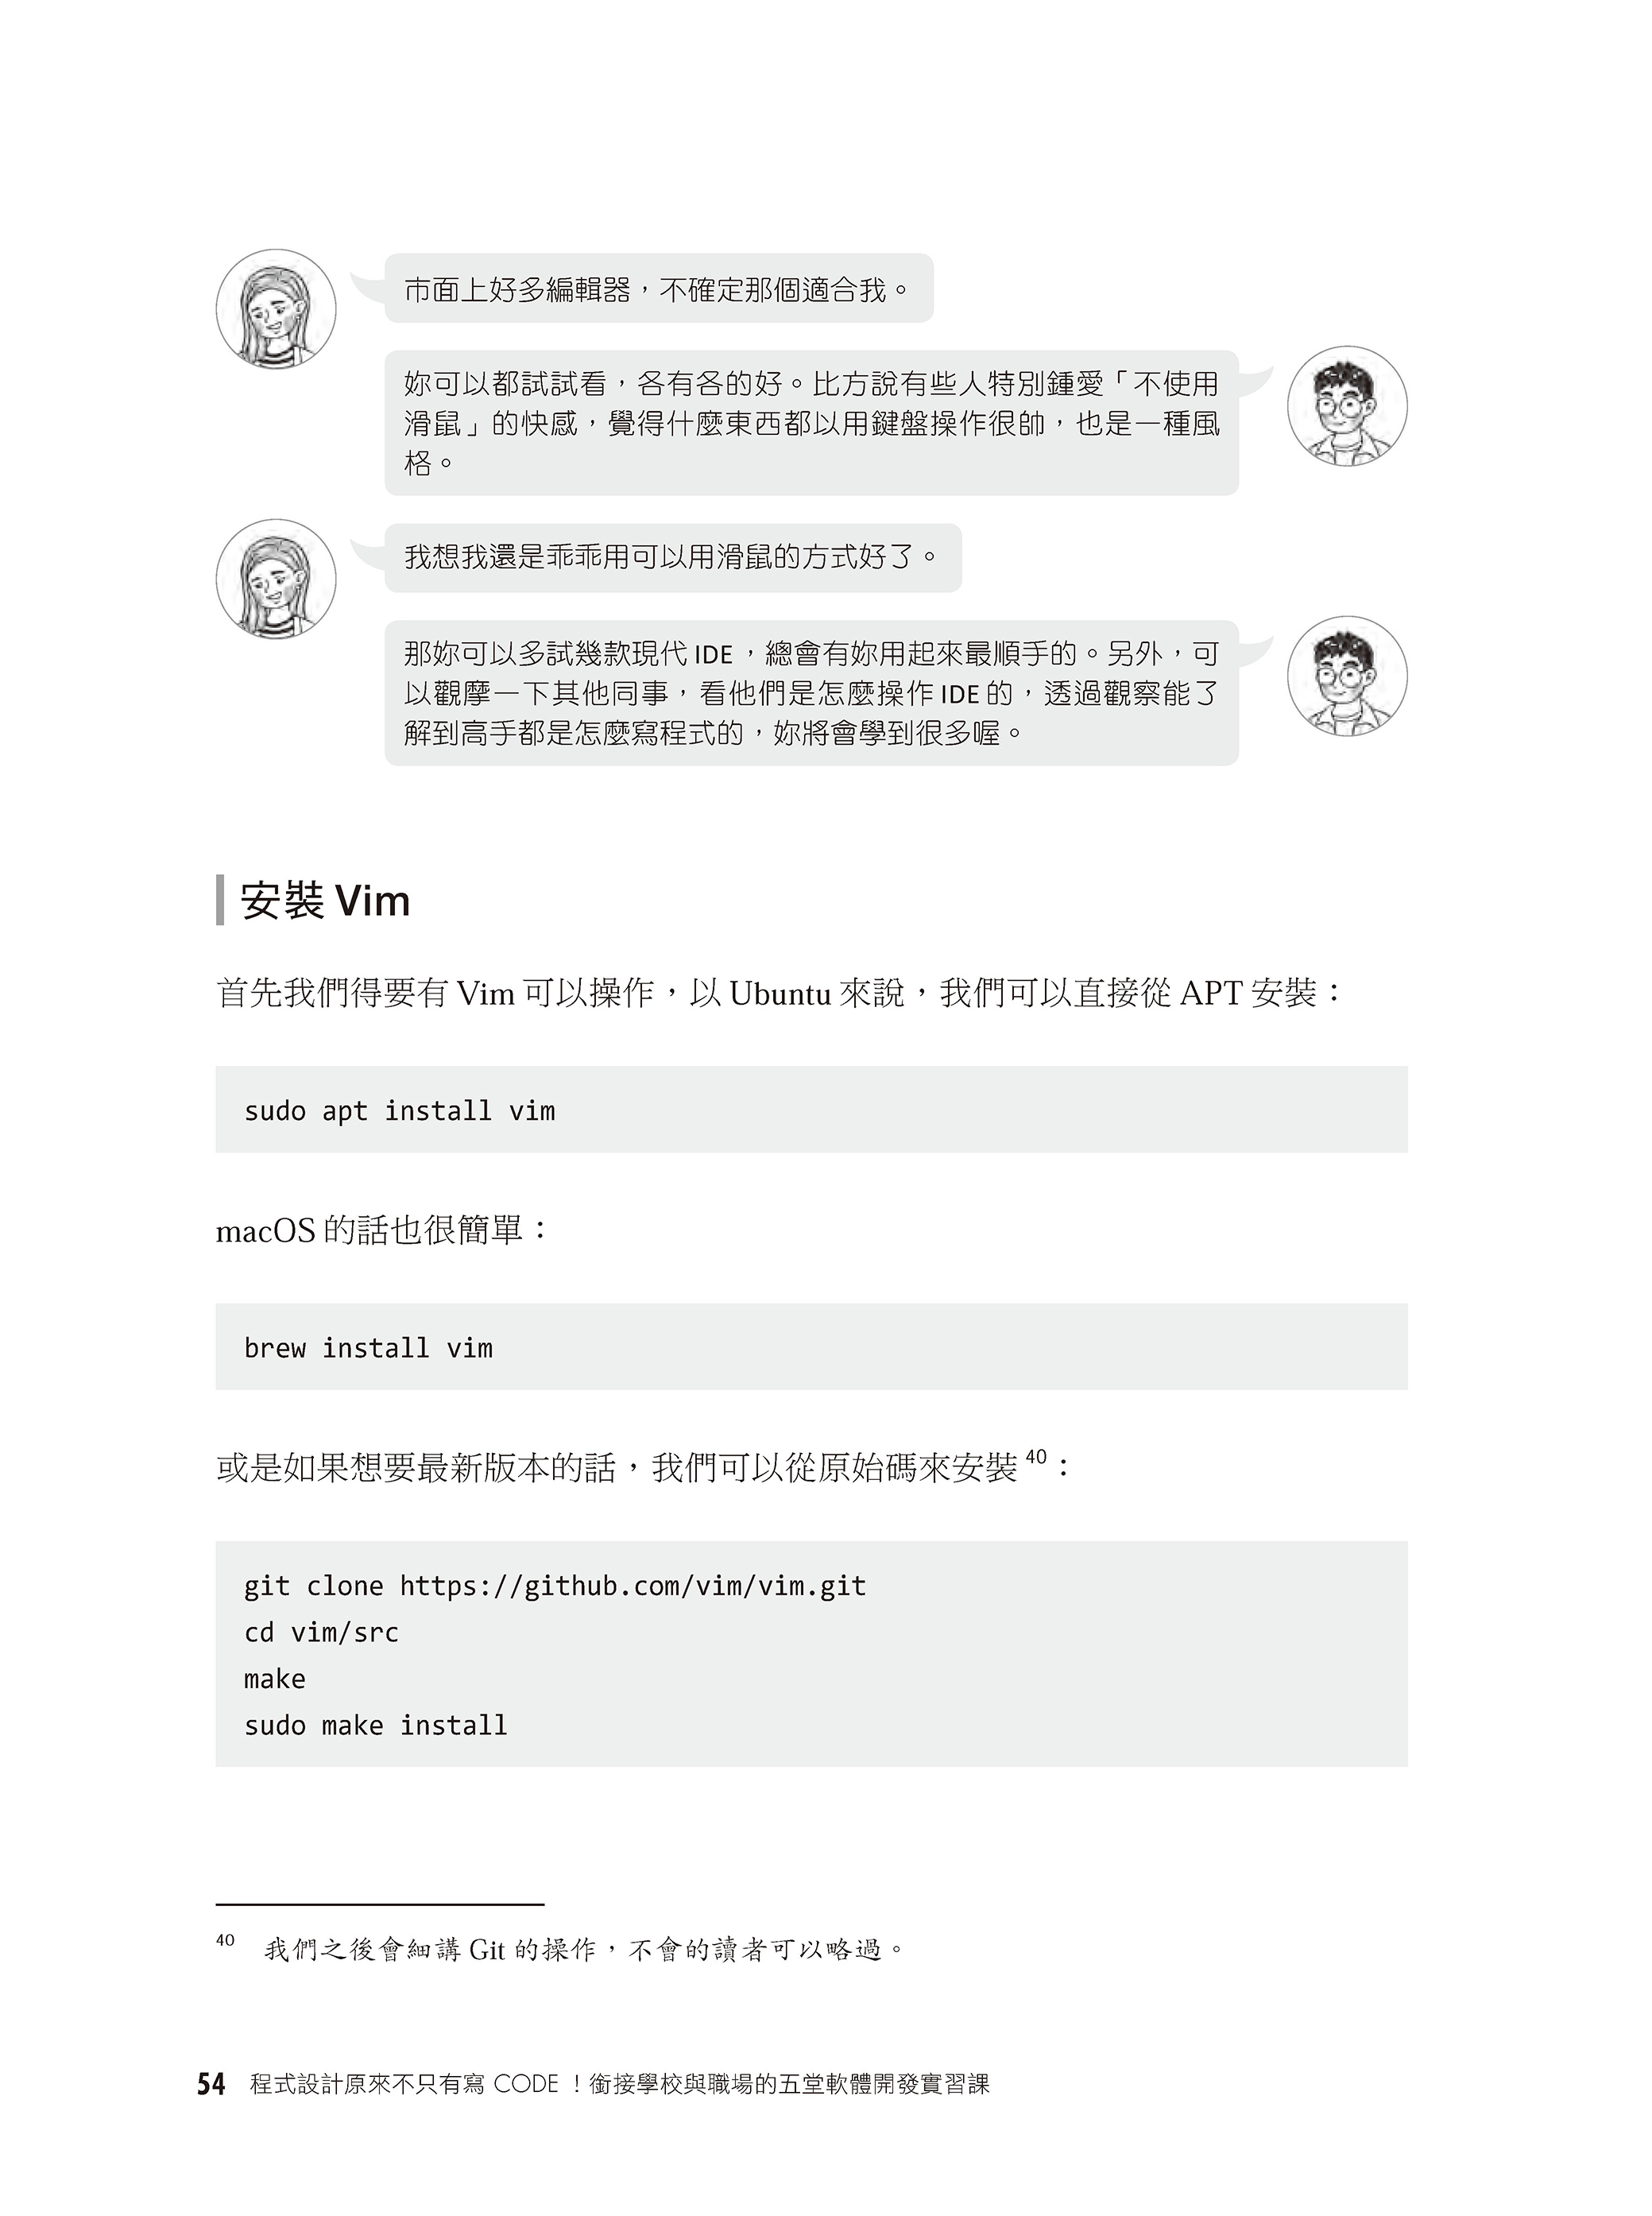 市面上好多編輯器，不確定那個適合我。
妳可以都試試看，各有各的好。比方說有些人特別鍾愛「不使用
滑鼠」的快感，覺得什麼東西都以用鍵盤操作很帥，也是一種風
格。
我想我還是乖乖用可以用滑鼠的方式好了。
那妳可以多試幾款現代 IDE，總會有妳用起來最順手的。另外，可
以觀摩一下其他同事，看他們是怎麼操作 IDE 的，透過觀察能了
解到高手都是怎麼寫程式的，妳將會學到很多喔。
安裝 Vim
首先我們得要有 Vim 可以操作，以 Ubuntu 來說，我們可以直接從 APT 安裝：
sudo apt install vim
macOS 的話也很簡單：
brew install vim
或是如果想要最新版本的話，我們可以從原始碼來安裝 40：
git clone https://github.com/vim/vim.git
cd vim/src
make
sudo make install
40 我們之後會細講 Git 的操作，不會的讀者可以略過。
54 程式設計原來不只有寫 CODE！銜接學校與職場的五堂軟體開發實習課